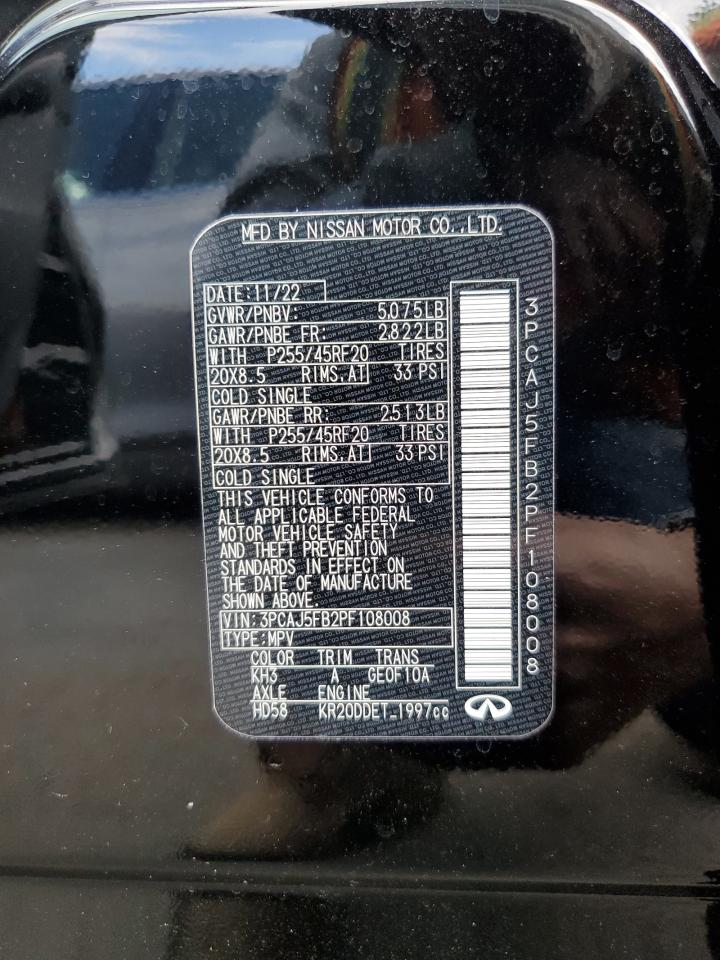 MFD BY NISSAN MOTOR CO.,LTD.
DATE:11/22
GVWR/PNBV: 5,075LB
GAWR/PNBE FR: 2,822LB
WITH P255/45RF20 TIRES
20X8.5 RIMS.AT 33 PSI
COLD SINGLE
GAWR/PNBE RR: 2,513LB
WITH P255/45RF20 TIRES
20X8.5 RIMS.AT 33 PSI
COLD SINGLE
THIS VEHICLE CONFORMS TO
ALL APPLICABLE FEDERAL
MOTOR VEHICLE SAFETY
AND THEFT PREVENTION
STANDARDS IN EFFECT ON
THE DATE OF MANUFACTURE
SHOWN ABOVE.
VIN:3PCAJ5FB2PF108008
TYPE:MPV
COLOR TRIM TRANS
KH3 A GE0F10A
AXLE ENGINE
HD58 KR20DDET_1997cc
3PCAJ5FB2PF108008